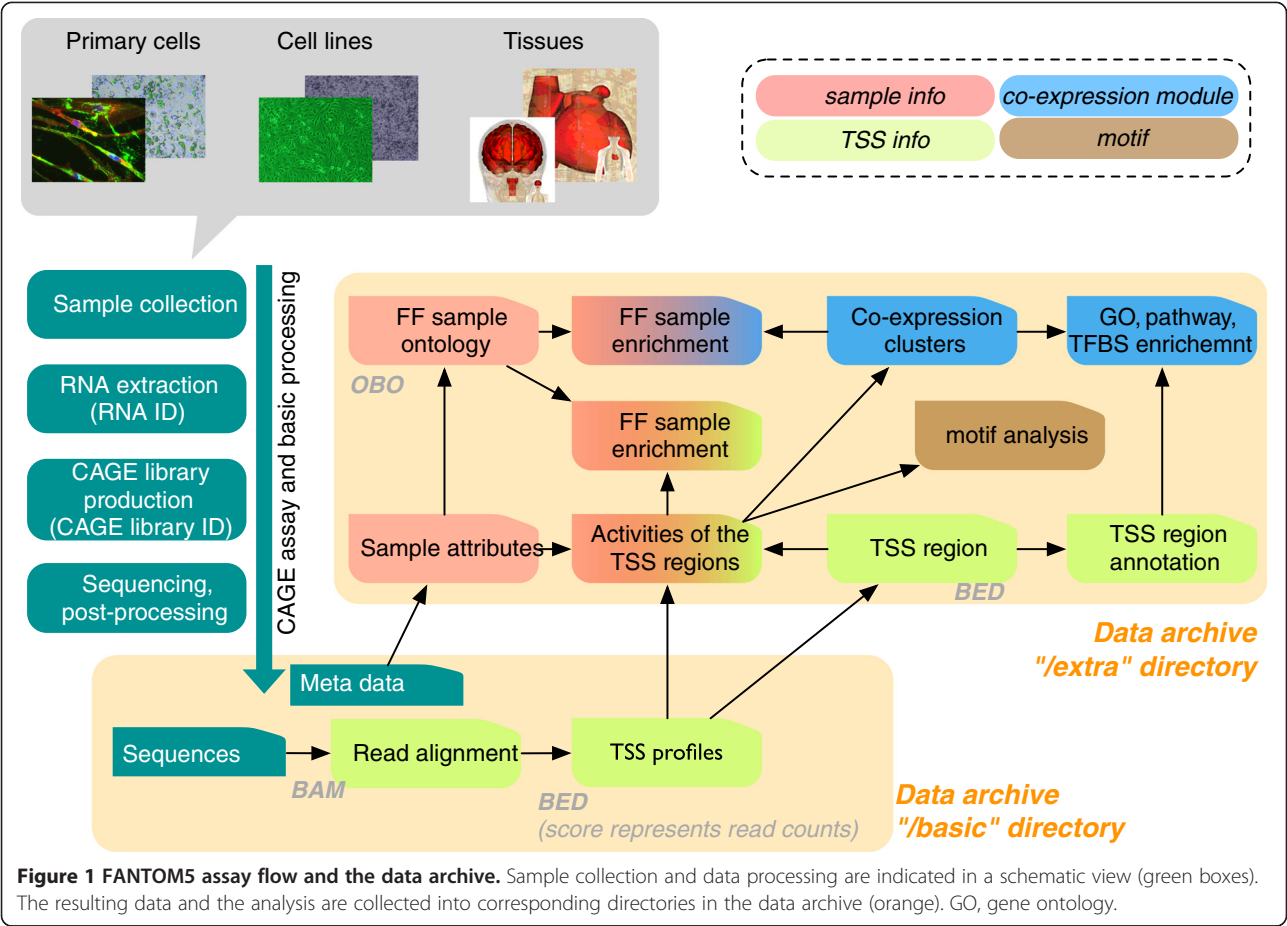 Primary cells
Cell lines
Tissues
sample info
co-expression module
TSS info
motif
Sample collection
RNA extraction
(RNA ID)
CAGE library
production
(CAGE library ID)
Sequencing,
post-processing
CAGE assay and basic processing
FF sample
ontology
OBO
FF sample
enrichment
Co-expression
clusters
GO, pathway,
TFBS enrichemnt
FF sample
enrichment
motif analysis
Sample attributes
Activities of the
TSS regions
TSS region
BED
TSS region
annotation
Data archive
"/extra" directory
Meta data
Sequences
Read alignment
BAM
TSS profiles
BED
(score represents read counts)
Data archive
"/basic" directory
Figure 1 FANTOM5 assay flow and the data archive. Sample collection and data processing are indicated in a schematic view (green boxes).
The resulting data and the analysis are collected into corresponding directories in the data archive (orange). GO, gene ontology.